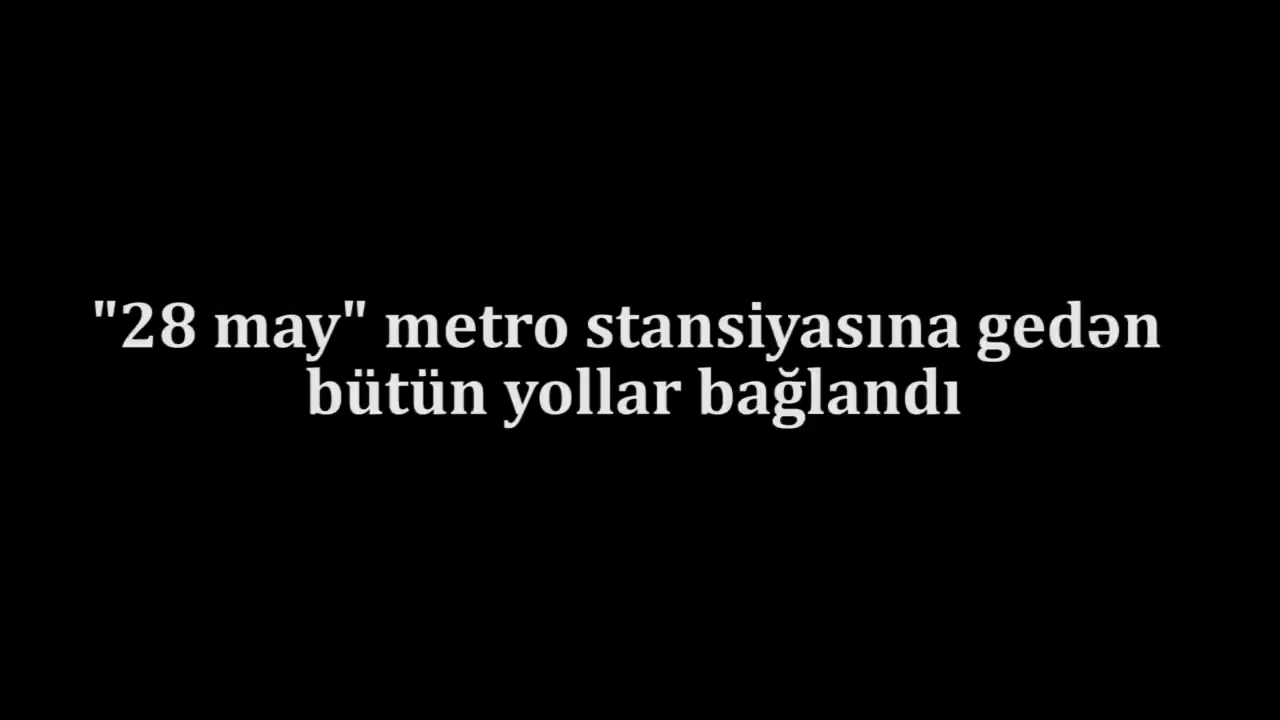 "28 may" metro stansiyasına gedən
bütün yollar bağlandı